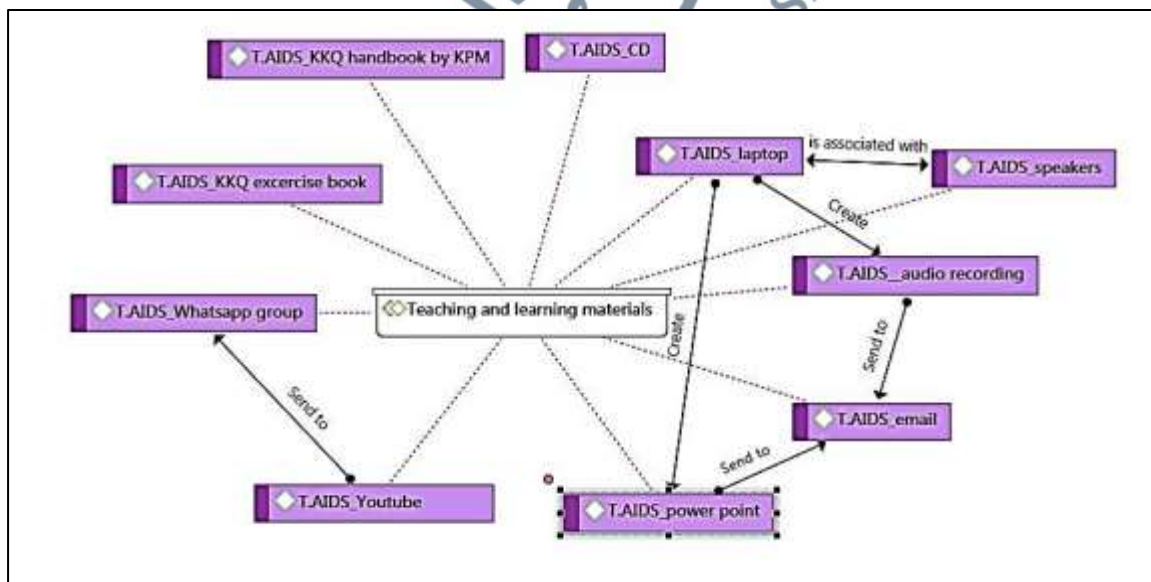 T.AIDS_KKQ handbook by KPM
T.AIDS_CD
T.AIDS_laptop
is associated with
T.AIDS_speakers
T.AIDS_KKQ excercise book
Create
T.AIDS__audio recording
T.AIDS_Whatsapp group
Teaching and learning materials
Create
Send to
Send to
T.AIDS_email
Send to
T.AIDS_Youtube
T.AIDS_power point